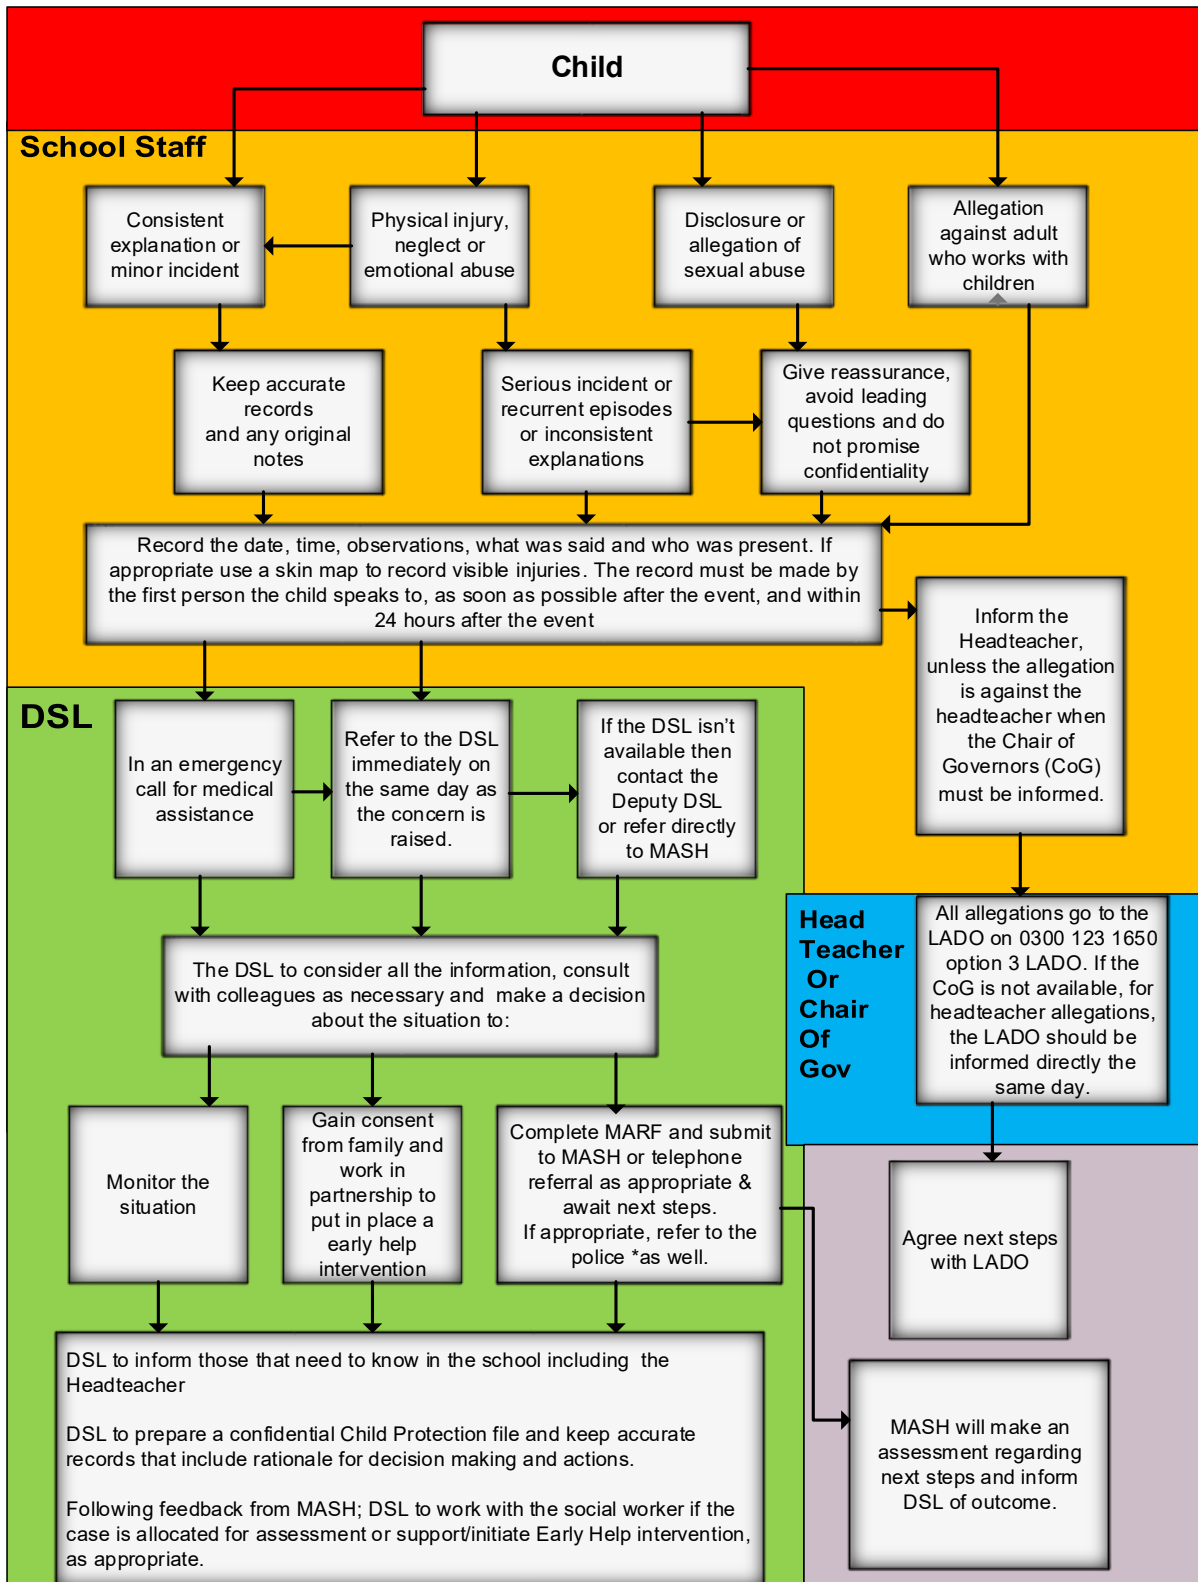 Child
School Staff
Consistent
explanation or
minor incident
Physical injury,
neglect or
emotional abuse
Disclosure or
allegation of
sexual abuse
Allegation
against adult
who works with
children
Keep accurate
records
and any original
notes
Serious incident or
recurrent episodes
or inconsistent
explanations
Give reassurance,
avoid leading
questions and do
not promise
confidentiality
Record the date, time, observations, what was said and who was present. If
appropriate use a skin map to record visible injuries. The record must be made by
the first person the child speaks to, as soon as possible after the event, and within
24 hours after the event
Inform the
Headteacher,
unless the allegation
is against the
headteacher when
the Chair of
Governors (CoG)
must be informed.
DSL
In an emergency
call for medical
assistance
Refer to the DSL
immediately on
the same day as
the concern is
raised.
If the DSL isn’t
available then
contact the
Deputy DSL
or refer directly
to MASH
Head
Teacher
Or
Chair
Of
Gov
All allegations go to the
LADO on 0300 123 1650
option 3 LADO. If the
CoG is not available, for
headteacher allegations,
the LADO should be
informed directly the
same day.
The DSL to consider all the information, consult
with colleagues as necessary and make a decision
about the situation to:
Monitor the
situation
Gain consent
from family and
work in
partnership to
put in place a
early help
intervention
Complete MARF and submit
to MASH or telephone
referral as appropriate &
await next steps.
If appropriate, refer to the
police *as well.
Agree next steps
with LADO
DSL to inform those that need to know in the school including the
Headteacher
DSL to prepare a confidential Child Protection file and keep accurate
records that include rationale for decision making and actions.
Following feedback from MASH; DSL to work with the social worker if the
case is allocated for assessment or support/initiate Early Help intervention,
as appropriate.
MASH will make an
assessment regarding
next steps and inform
DSL of outcome.